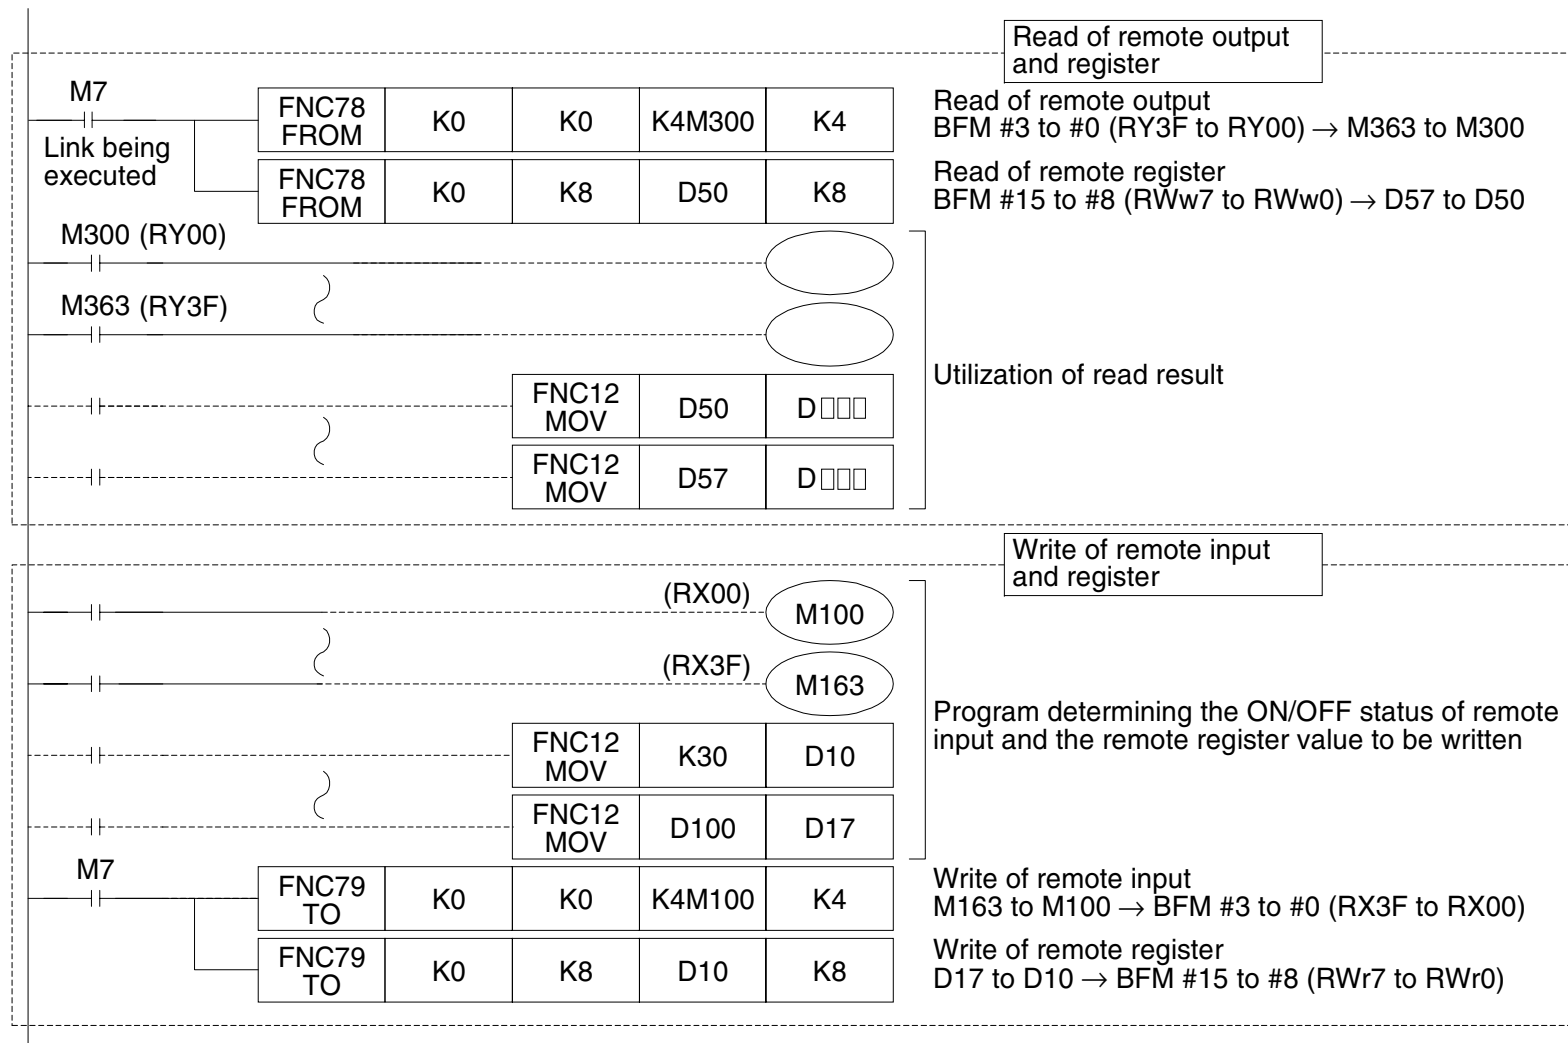 Read of remote output
and register
M7
Link being
executed
FNC78
FROM
K0
K0
K4M300
K4
Read of remote output
BFM #3 to #0 (RY3F to RY00) → M363 to M300
FNC78
FROM
K0
K8
D50
K8
Read of remote register
BFM #15 to #8 (RWw7 to RWw0) → D57 to D50
M300 (RY00)
M363 (RY3F)
FNC12
MOV
D50
D□□□
FNC12
MOV
D57
D□□□
Utilization of read result
Write of remote input
and register
(RX00)
M100
(RX3F)
M163
FNC12
MOV
K30
D10
FNC12
MOV
D100
D17
Program determining the ON/OFF status of remote
input and the remote register value to be written
M7
FNC79
TO
K0
K0
K4M100
K4
Write of remote input
M163 to M100 → BFM #3 to #0 (RX3F to RX00)
FNC79
TO
K0
K8
D10
K8
Write of remote register
D17 to D10 → BFM #15 to #8 (RWr7 to RWr0)